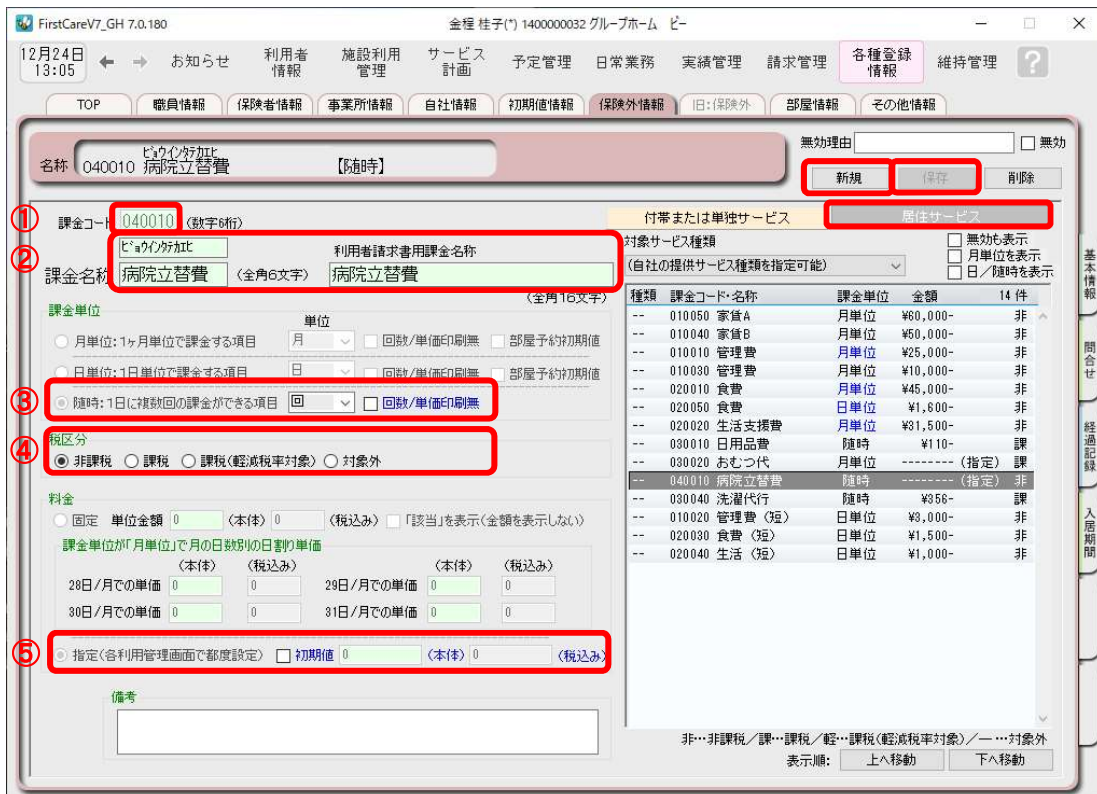 FirstCareV7_GH 7.0.180 金程 桂子(*) 1400000032 グループホーム ビー
12月24日 13:05 ← → お知らせ 利用者情報 施設利用管理 サービス計画 予定管理 日常業務 実績管理 請求管理 各種登録情報 維持管理 ?
TOP 職員情報 保険者情報 事業所情報 自社情報 初期値情報 保険外情報 旧:保険外 部屋情報 その他情報
無効理由 無効
ビョウインタテカエヒ
名称 040010 病院立替費 【随時】
新規 保存 削除
① 課金コード 040010 (数字6桁)
付帯または単独サービス 居住サービス
② ビョウインタテカエヒ 利用者請求書用課金名称
課金名称 病院立替費 (全角6文字) 病院立替費
(全角16文字)
対象サービス種類 無効も表示
月単位を表示
(自社の提供サービス種類を指定可能) 日/随時を表示
課金単位
単位
月単位:1ヶ月単位で課金する項目 月 回数/単価印刷無 部屋予約初期値
日単位:1日単位で課金する項目 日 回数/単価印刷無 部屋予約初期値
③ 随時:1日に複数回の課金ができる項目 回 回数/単価印刷無
④ 税区分
非課税 課税 課税(軽減税率対象) 対象外
料金
固定 単位金額 0 (本体) 0 (税込み) 「該当」を表示(金額を表示しない)
課金単位が「月単位」で月の日数別の日割り単価
(本体) (税込み) (本体) (税込み)
28日/月での単価 0 0 29日/月での単価 0 0
30日/月での単価 0 0 31日/月での単価 0 0
⑤ 指定(各利用管理画面で都度設定) 初期値 0 (本体) 0 (税込み)
備考
種類 課金コード・名称 課金単位 金額 14 件
-- 010050 家賃A 月単位 ¥60,000- 非
-- 010040 家賃B 月単位 ¥50,000- 非
-- 010010 管理費 月単位 ¥25,000- 非
-- 010030 管理費 月単位 ¥10,000- 非
-- 020010 食費 月単位 ¥45,000- 非
-- 020050 食費 日単位 ¥1,600- 非
-- 020020 生活支援費 月単位 ¥31,500- 非
-- 030010 日用品費 随時 ¥110- 課
-- 030020 おむつ代 月単位 -------- (指定) 課
-- 040010 病院立替費 随時 -------- (指定) 非
-- 030040 洗濯代行 随時 ¥356- 課
-- 010020 管理費(短) 日単位 ¥3,000- 非
-- 020030 食費(短) 日単位 ¥1,500- 非
-- 020040 生活(短) 日単位 ¥1,000- 非
非…非課税/課…課税/軽…課税(軽減税率対象)/―…対象外
表示順: 上へ移動 下へ移動
基本情報
問合せ
経過記録
入居期間